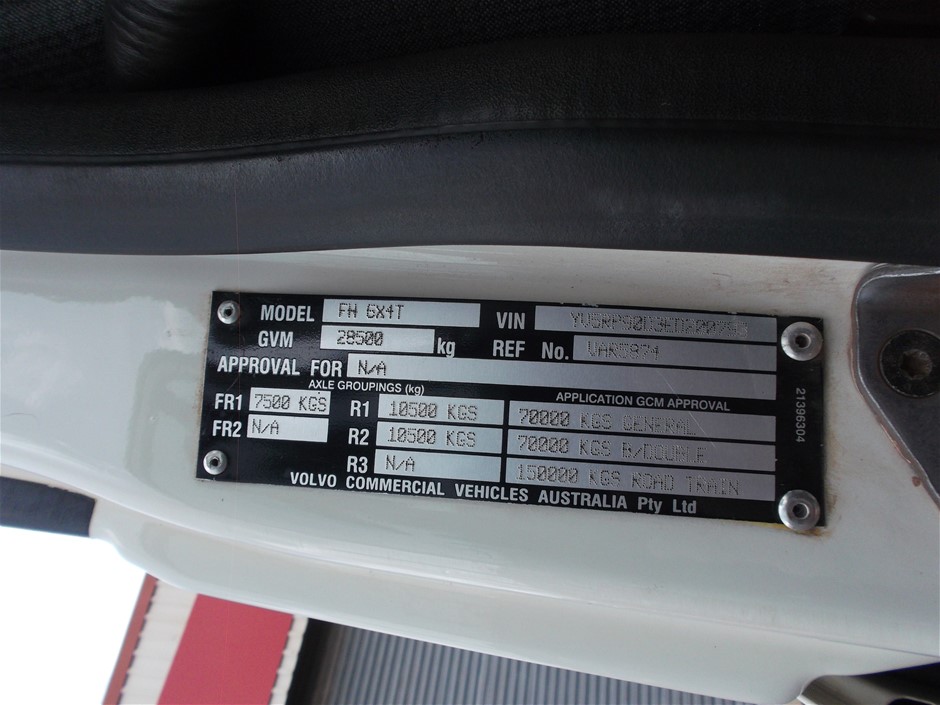 MODEL FH 6X4T VIN
GVM 28500 kg REF No. VAR5974
APPROVAL FOR N/A
AXLE GROUPINGS (kg) APPLICATION GCM APPROVAL
FR1 7500 KGS R1 10500 KGS 70000 KGS GENERAL
FR2 N/A R2 10500 KGS 70000 KGS B/DOUBLE
R3 N/A 150000 KGS ROAD TRAIN
VOLVO COMMERCIAL VEHICLES AUSTRALIA Pty Ltd
21396304